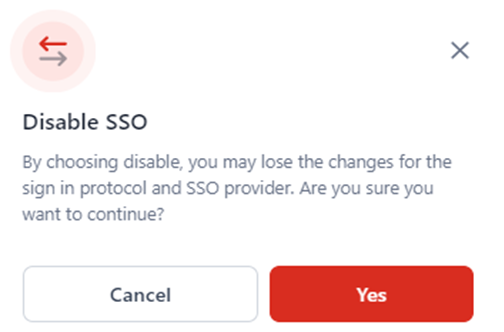 Disable SSO
By choosing disable, you may lose the changes for the
sign in protocol and SSO provider. Are you sure you
want to continue?
Cancel
Yes